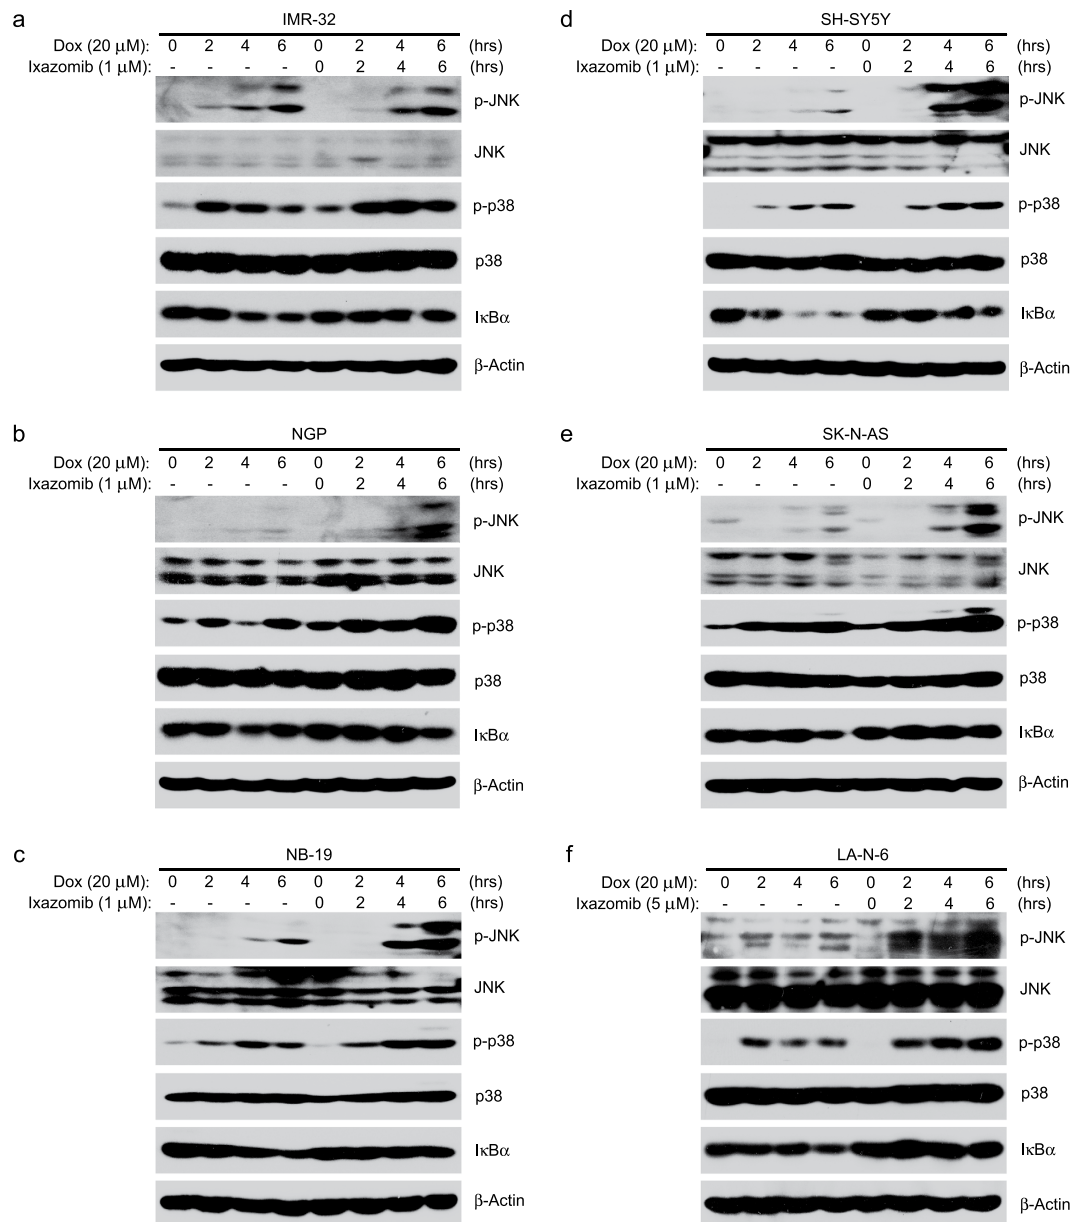 a
IMR-32
Dox (20 μM): 0 2 4 6 0 2 4 6 (hrs)
Ixazomib (1 μM): - - - - 0 2 4 6 (hrs)
p-JNK
JNK
p-p38
p38
IκBα
β-Actin
b
NGP
Dox (20 μM): 0 2 4 6 0 2 4 6 (hrs)
Ixazomib (1 μM): - - - - 0 2 4 6 (hrs)
p-JNK
JNK
p-p38
p38
IκBα
β-Actin
c
NB-19
Dox (20 μM): 0 2 4 6 0 2 4 6 (hrs)
Ixazomib (1 μM): - - - - 0 2 4 6 (hrs)
p-JNK
JNK
p-p38
p38
IκBα
β-Actin
d
SH-SY5Y
Dox (20 μM): 0 2 4 6 0 2 4 6 (hrs)
Ixazomib (1 μM): - - - - 0 2 4 6 (hrs)
p-JNK
JNK
p-p38
p38
IκBα
β-Actin
e
SK-N-AS
Dox (20 μM): 0 2 4 6 0 2 4 6 (hrs)
Ixazomib (1 μM): - - - - 0 2 4 6 (hrs)
p-JNK
JNK
p-p38
p38
IκBα
β-Actin
f
LA-N-6
Dox (20 μM): 0 2 4 6 0 2 4 6 (hrs)
Ixazomib (5 μM): - - - - 0 2 4 6 (hrs)
p-JNK
JNK
p-p38
p38
IκBα
β-Actin